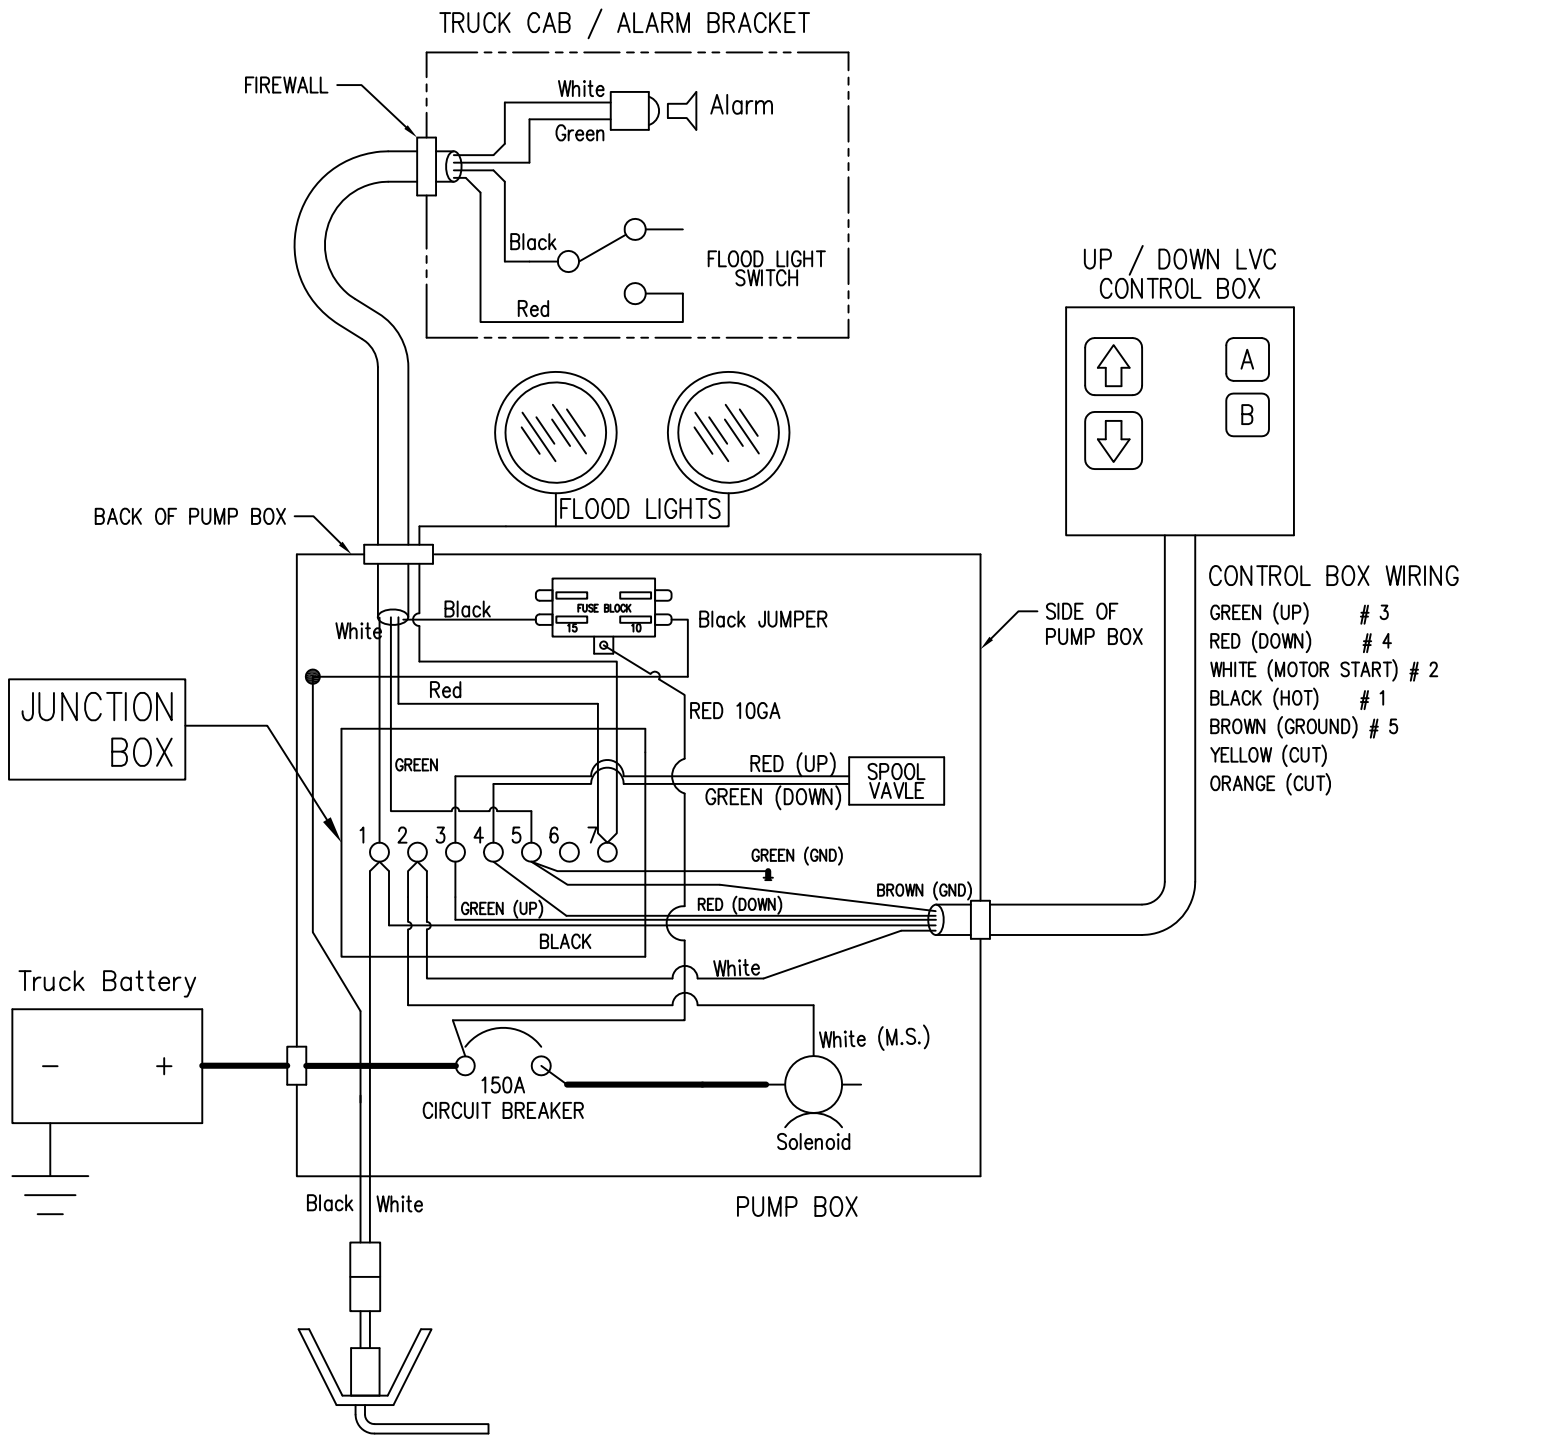 TRUCK CAB / ALARM BRACKET
FIREWALL
White
Alarm
Green
Black
FLOOD LIGHT
SWITCH
Red
UP / DOWN LVC
CONTROL BOX
A
B
FLOOD LIGHTS
BACK OF PUMP BOX
CONTROL BOX WIRING
GREEN (UP) # 3
RED (DOWN) # 4
WHITE (MOTOR START) # 2
BLACK (HOT) # 1
BROWN (GROUND) # 5
YELLOW (CUT)
ORANGE (CUT)
SIDE OF
PUMP BOX
Black
FUSE BLOCK
15 10
Black JUMPER
White
Red
RED 10GA
JUNCTION
BOX
GREEN
RED (UP)
GREEN (DOWN)
SPOOL
VAVLE
1 2 3 4 5 6 7
GREEN (GND)
BROWN (GND)
GREEN (UP)
RED (DOWN)
BLACK
White
Truck Battery
- +
White (M.S.)
150A
CIRCUIT BREAKER
Solenoid
Black White
PUMP BOX